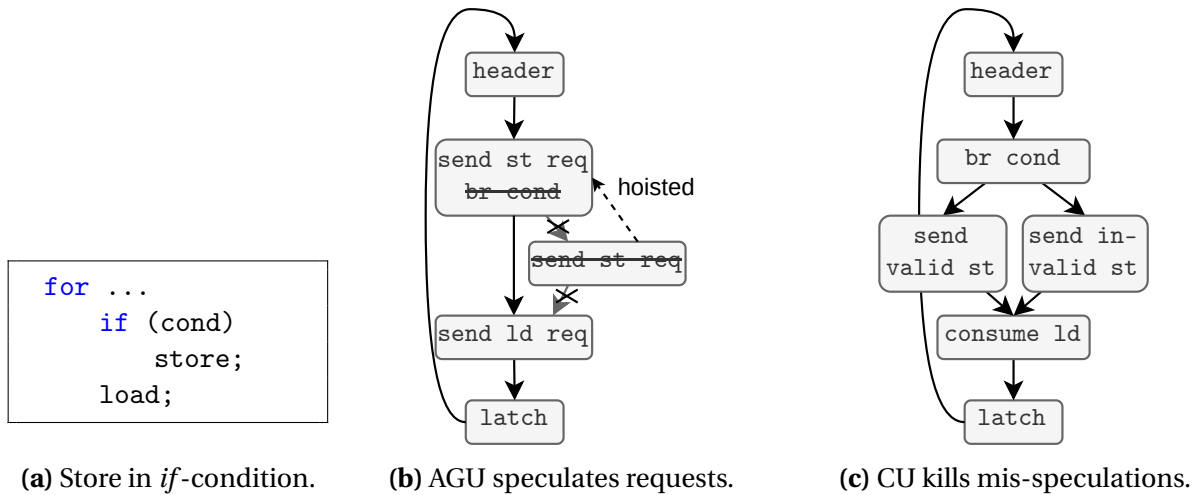 for ...
if (cond)
store;
load;
(a) Store in if-condition.
header
send st req
br cond
hoisted
send st req
send ld req
latch
(b) AGU speculates requests.
header
br cond
send
valid st
send in-
valid st
consume ld
latch
(c) CU kills mis-speculations.